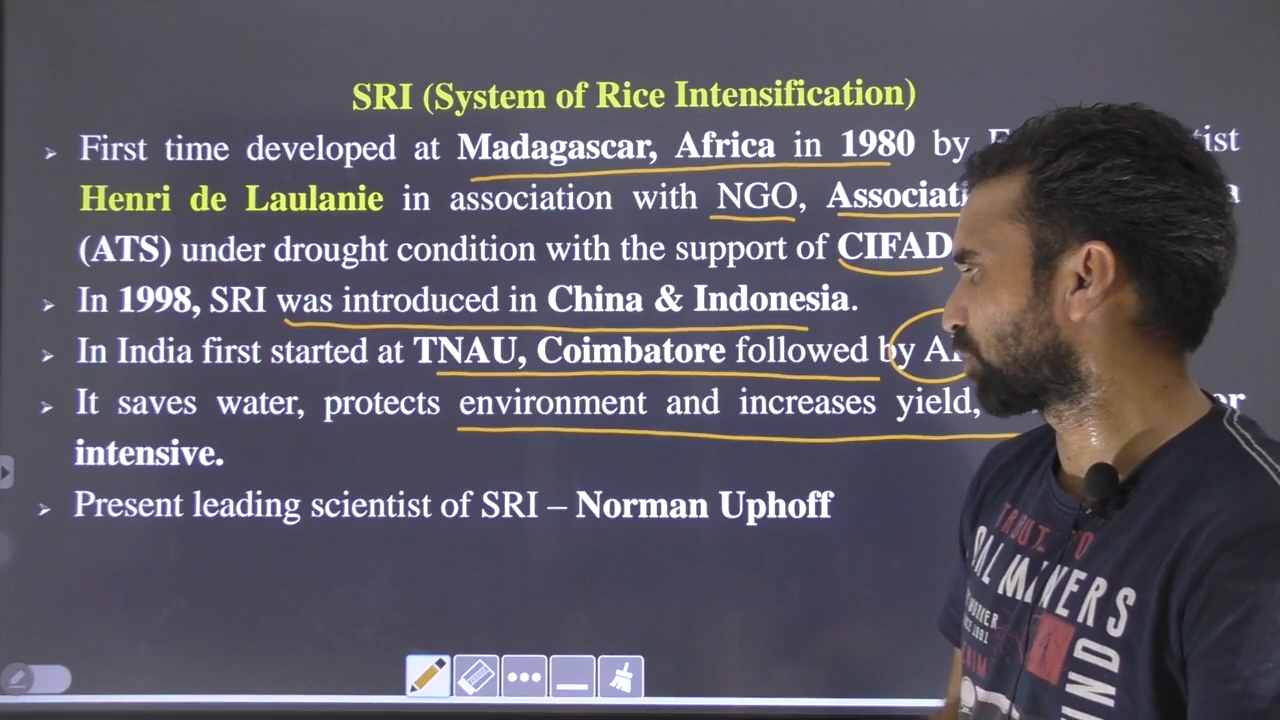 SRI (System of Rice Intensification)
First time developed at Madagascar, Africa in 1980 by
Henri de Laulanie in association with NGO,
(ATS) under drought condition with the support of CIFAD
In 1998, SRI was introduced in China & Indonesia.
In India first started at TNAU, Coimbatore followed by
It saves water, protects environment and increases yield,
intensive.
Present leading scientist of SRI – Norman Uphoff
TRIBUTE TO